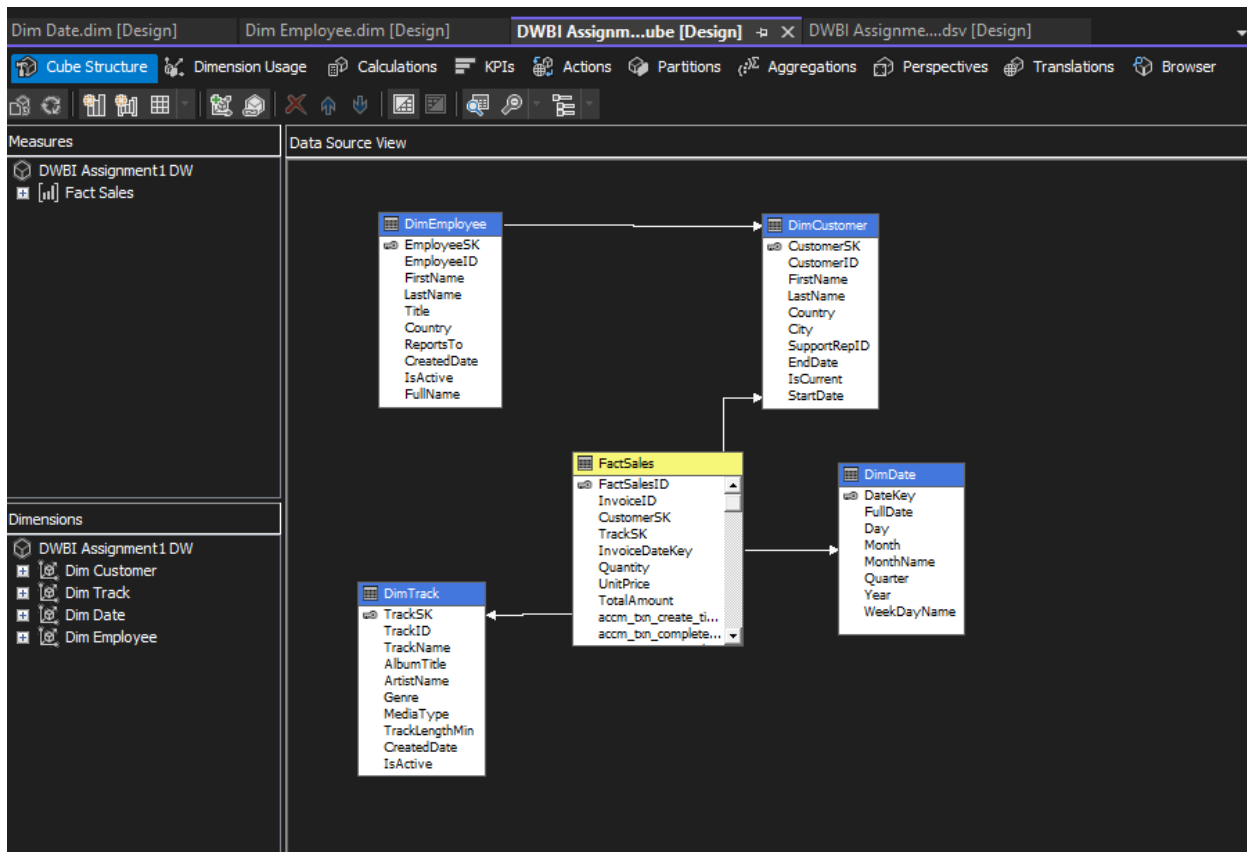 Dim Date.dim [Design]
Dim Employee.dim [Design]
DWBI Assignm...ube [Design]
DWBI Assignme....dsv [Design]
Cube Structure
Dimension Usage
Calculations
KPIs
Actions
Partitions
Aggregations
Perspectives
Translations
Browser
Measures
DWBI Assignment1 DW
Fact Sales
Dimensions
DWBI Assignment1 DW
Dim Customer
Dim Track
Dim Date
Dim Employee
Data Source View
DimEmployee
EmployeeSK
EmployeeID
FirstName
LastName
Title
Country
ReportsTo
CreatedDate
IsActive
FullName
DimCustomer
CustomerSK
CustomerID
FirstName
LastName
Country
City
SupportRepID
EndDate
IsCurrent
StartDate
FactSales
FactSalesID
InvoiceID
CustomerSK
TrackSK
InvoiceDateKey
Quantity
UnitPrice
TotalAmount
accm_txn_create_ti...
accm_txn_complete...
DimDate
DateKey
FullDate
Day
Month
MonthName
Quarter
Year
WeekDayName
DimTrack
TrackSK
TrackID
TrackName
AlbumTitle
ArtistName
Genre
MediaType
TrackLengthMin
CreatedDate
IsActive